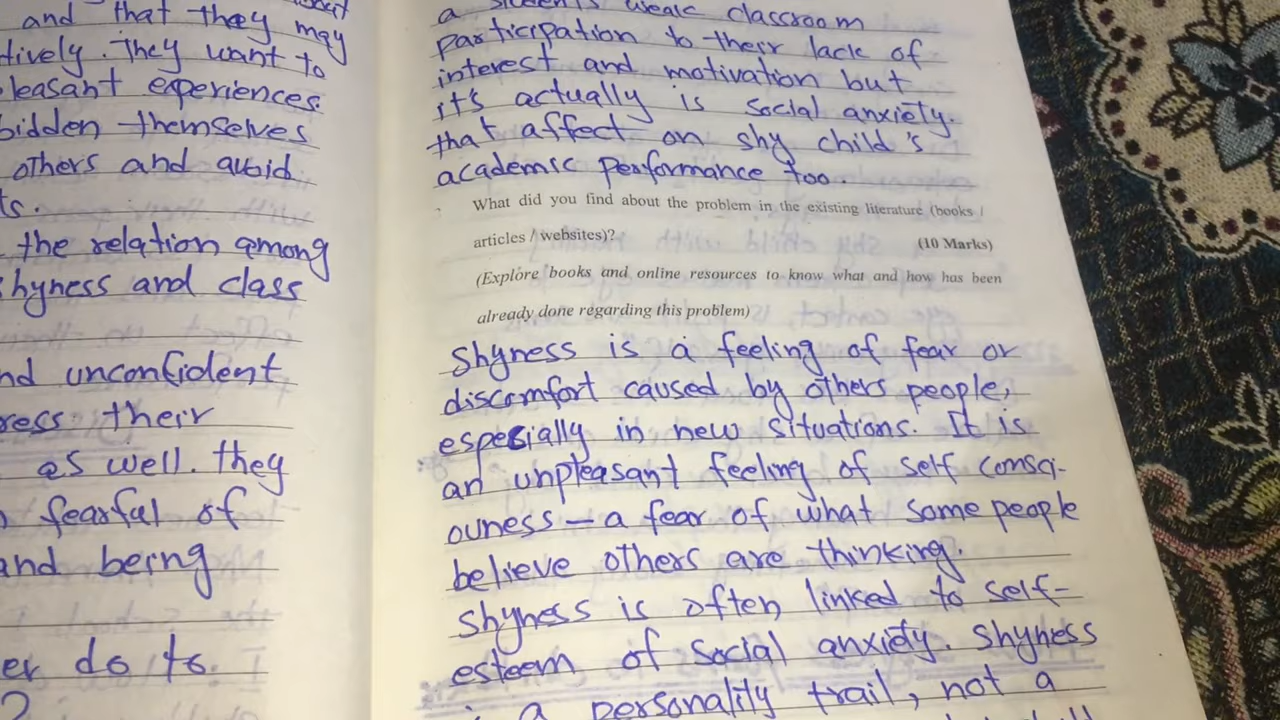 and that they may
tively. They want to
leasant experiences.
bidden themselves
others and avoid
ts.
the relation among
hyness and class
nd unconfident
ress their
as well. they
fearful of
and being
er do to
?
a student's weak classroom
participation to their lack of
interest and motivation but
it's actually is social anxiety.
that affect on shy child's
academic performance too.
What did you find about the problem in the existing literature (books /
articles / websites)?
(10 Marks)
(Explore books and online resources to know what and how has been
already done regarding this problem)
Shyness is a feeling of fear or
discomfort caused by others people,
especially in new situations. It is
an unpleasant feeling of self consci-
ouness - a fear of what some people
believe others are thinking.
Shyness is often linked to self-
esteem of social anxiety. Shyness
is a personality trail, not a